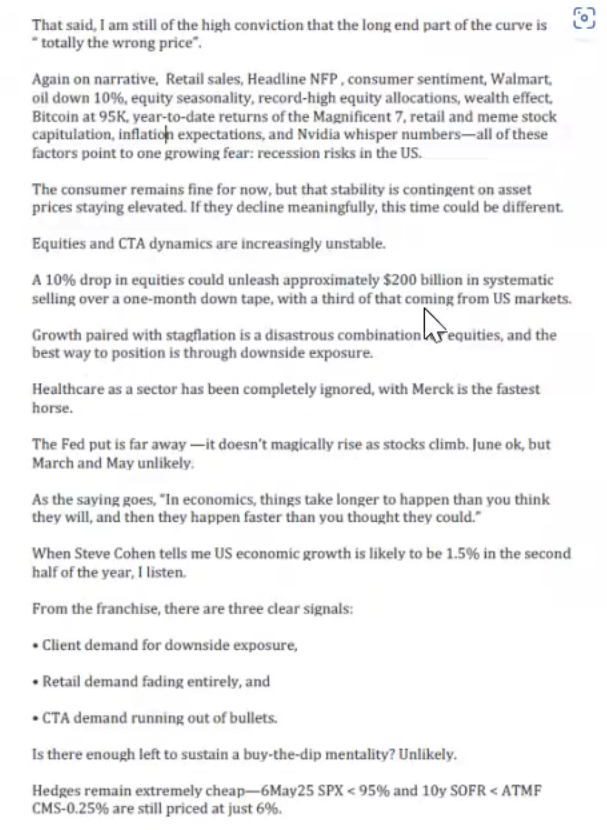 That said, I am still of the high conviction that the long end part of the curve is
“ totally the wrong price”.
Again on narrative, Retail sales, Headline NFP , consumer sentiment, Walmart,
oil down 10%, equity seasonality, record-high equity allocations, wealth effect,
Bitcoin at 95K, year-to-date returns of the Magnificent 7, retail and meme stock
capitulation, inflation expectations, and Nvidia whisper numbers—all of these
factors point to one growing fear: recession risks in the US.
The consumer remains fine for now, but that stability is contingent on asset
prices staying elevated. If they decline meaningfully, this time could be different.
Equities and CTA dynamics are increasingly unstable.
A 10% drop in equities could unleash approximately $200 billion in systematic
selling over a one-month down tape, with a third of that coming from US markets.
Growth paired with stagflation is a disastrous combination equities, and the
best way to position is through downside exposure.
Healthcare as a sector has been completely ignored, with Merck is the fastest
horse.
The Fed put is far away —it doesn’t magically rise as stocks climb. June ok, but
March and May unlikely.
As the saying goes, “In economics, things take longer to happen than you think
they will, and then they happen faster than you thought they could.”
When Steve Cohen tells me US economic growth is likely to be 1.5% in the second
half of the year, I listen.
From the franchise, there are three clear signals:
• Client demand for downside exposure,
• Retail demand fading entirely, and
• CTA demand running out of bullets.
Is there enough left to sustain a buy-the-dip mentality? Unlikely.
Hedges remain extremely cheap—6May25 SPX < 95% and 10y SOFR < ATMF
CMS-0.25% are still priced at just 6%.